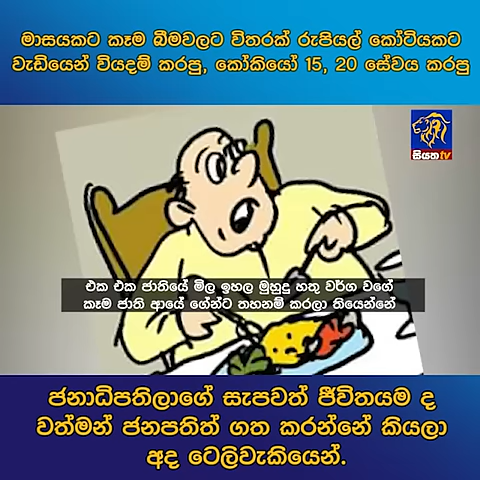 මාසයකට කෑම බීමවලට විතරක් රුපියල් කෝටියකට
වැඩියෙන් වියදම් කරපු, කෝකියෝ 15, 20 සේවය කරපු
සියත tv
එක එක ජාතියේ මිල ඉහල මුහුදු හතු වර්ග වගේ
කෑම ජාති ආයේ ගේන්ට තහනම් කරලා තියෙන්නේ
ජනාධිපතිලාගේ සැපවත් ජීවිතයම ද
වත්මන් ජනපතිත් ගත කරන්නේ කියලා
අද ටෙලිවැකියෙන්.